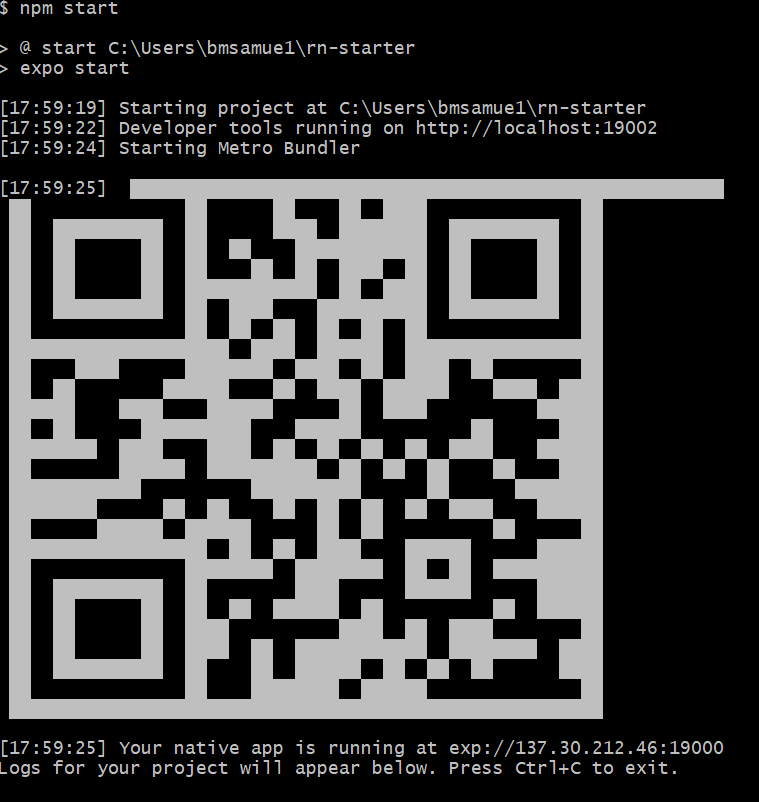 $ npm start
> @ start C:\Users\bmsamue1\rn-starter
> expo start
[17:59:19] Starting project at C:\Users\bmsamue1\rn-starter
[17:59:22] Developer tools running on http://localhost:19002
[17:59:24] Starting Metro Bundler
[17:59:25]
[17:59:25] Your native app is running at exp://137.30.212.46:19000
Logs for your project will appear below. Press Ctrl+C to exit.